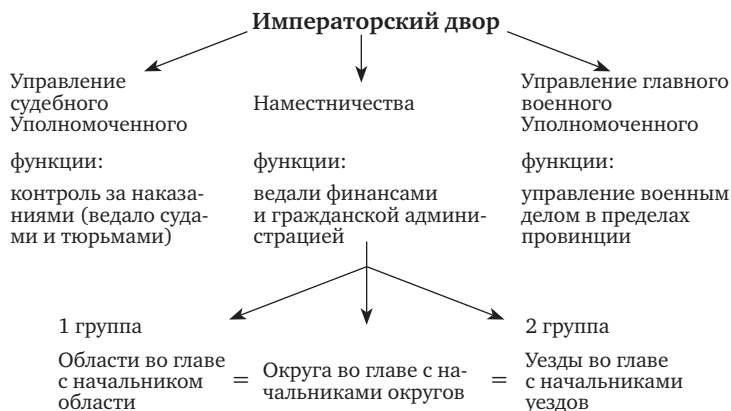 Императорский двор
Управление
судебного
Уполномоченного
Наместничества
Управление главного
военного
Уполномоченного
функции:
функции:
функции:
контроль за наказа-
ниями (ведало суда-
ми и тюрьмами)
ведали финансами
и гражданской админи-
страцией
управление военным
делом в пределах
провинции
1 группа
2 группа
Области во главе
с начальником
области
=
Округа во главе с на-
чальниками округов
=
Уезды во главе
с начальниками
уездов